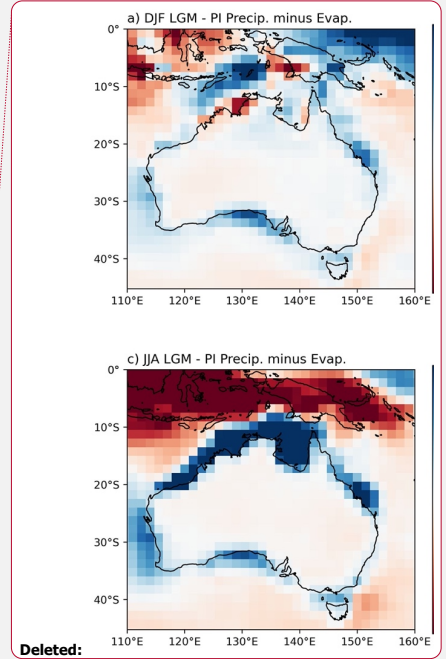 a) DJF LGM - PI Precip. minus Evap.
0°
10°S
20°S
30°S
40°S
110°E 120°E 130°E 140°E 150°E 160°E
c) JJA LGM - PI Precip. minus Evap.
0°
10°S
20°S
30°S
40°S
110°E 120°E 130°E 140°E 150°E 160°E
Deleted: